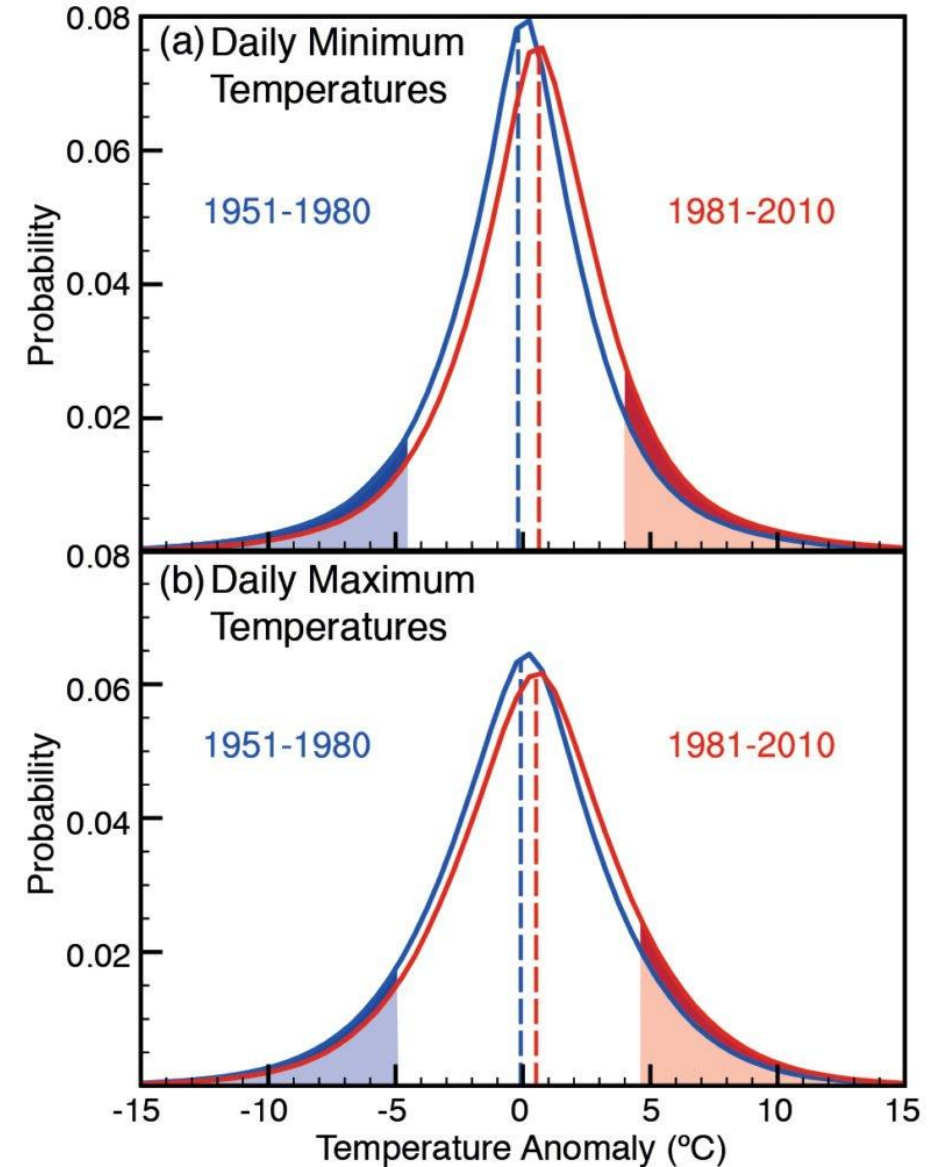 (a) Daily Minimum
Temperatures
0.08
0.06
0.04
0.02
Probability
1951-1980
1981-2010
(b) Daily Maximum
Temperatures
0.08
0.06
0.04
0.02
Probability
1951-1980
1981-2010
-15 -10 -5 0 5 10 15
Temperature Anomaly (ºC)